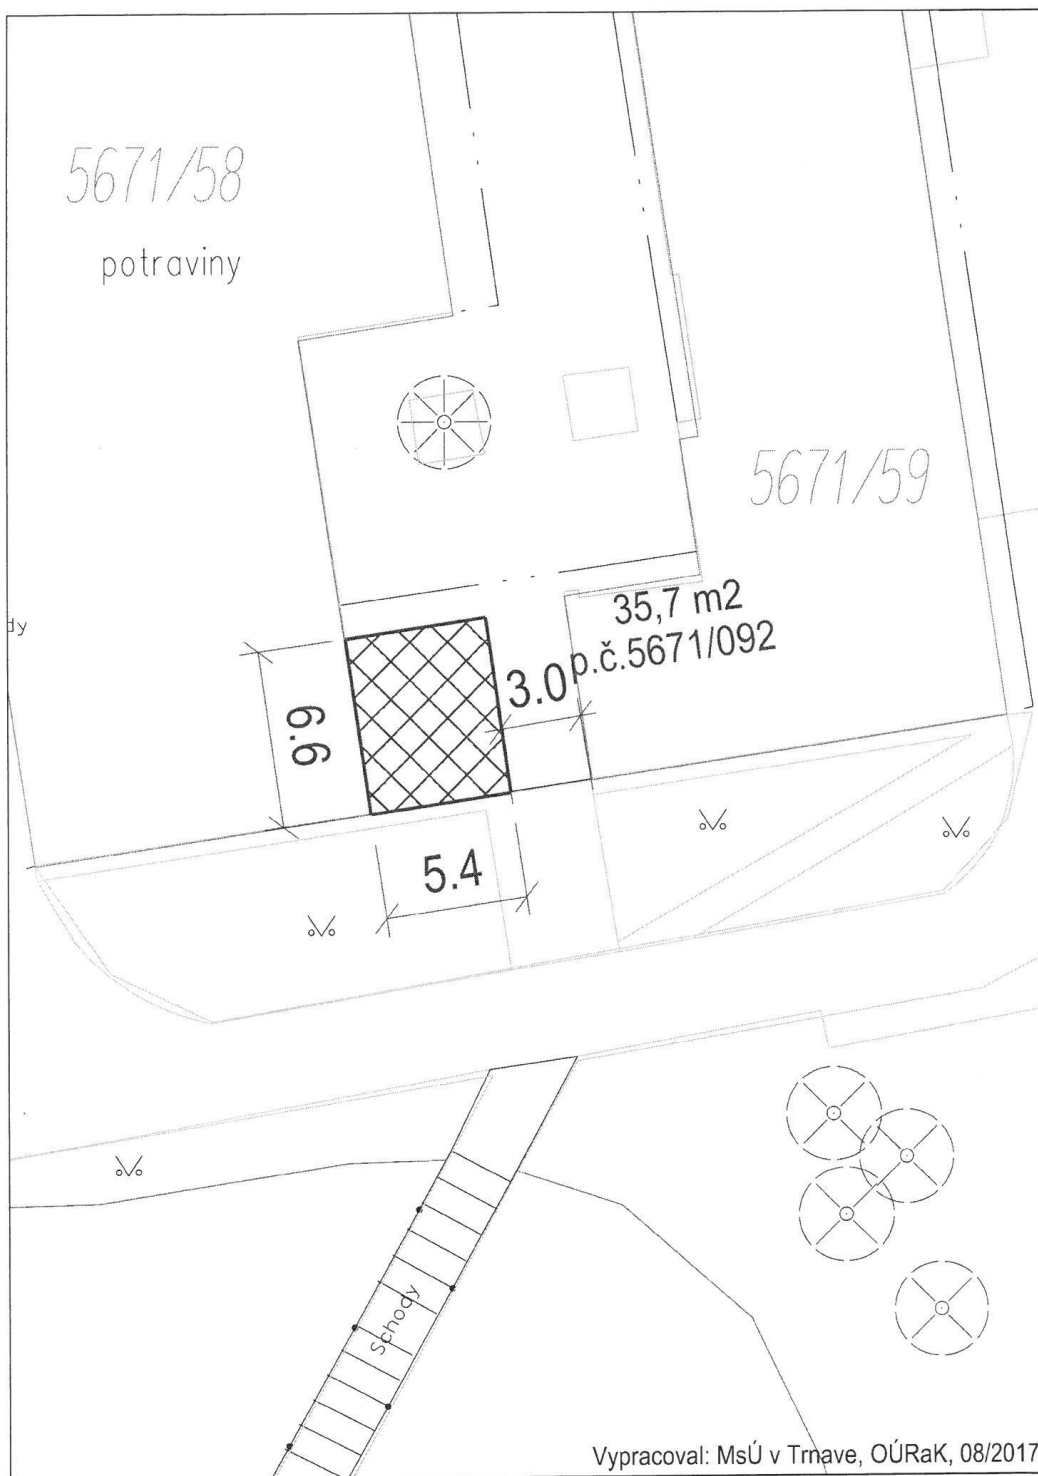 5671/58
potraviny
5671/59
35,7 m2
p.č.5671/092
dy
3.0
6.6
5.4
Schody
Vypracoval: MsÚ v Trnave, OÚRaK, 08/2017